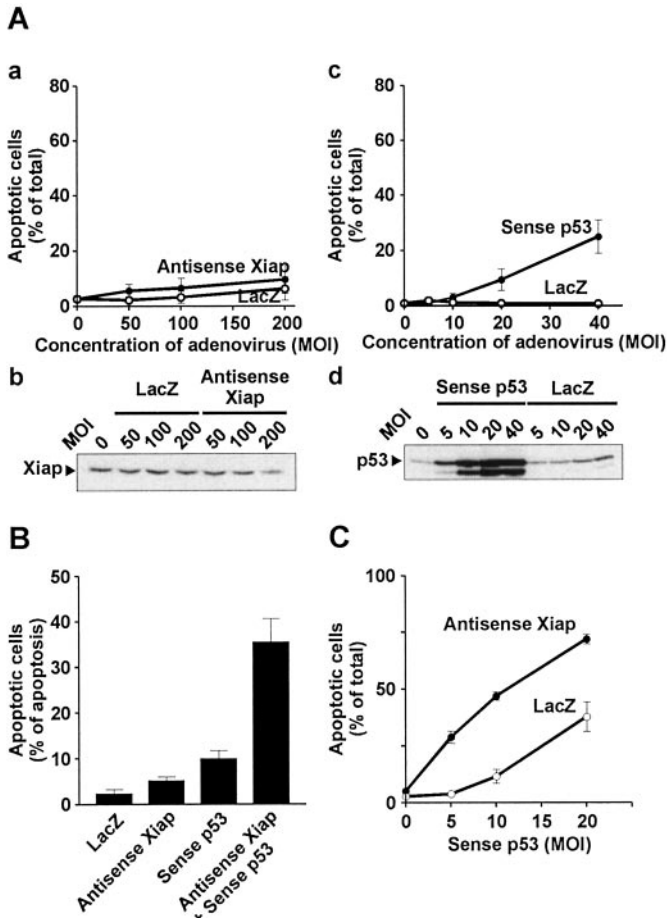 A
a
Apoptotic cells
(% of total)
80
60
40
20
0
Antisense Xiap
LacZ
0 50 100 150 200
Concentration of adenovirus (MOI)
c
Apoptotic cells
(% of total)
80
60
40
20
0
Sense p53
LacZ
0 10 20 30 40
Concentration of adenovirus (MOI)
b
LacZ Antisense
Xiap
MOI 0 50 100 200 50 100 200
Xiap
d
Sense p53 LacZ
MOI 0 5 10 20 40 5 10 20 40
p53
B
Apoptotic cells
(% of apoptosis)
50
40
30
20
10
0
LacZ
Antisense Xiap
Sense p53
Antisense Xiap
Sense p53
C
Apoptotic cells
(% of total)
100
50
0
Antisense Xiap
LacZ
0 5 10 15 20
Sense p53 (MOI)